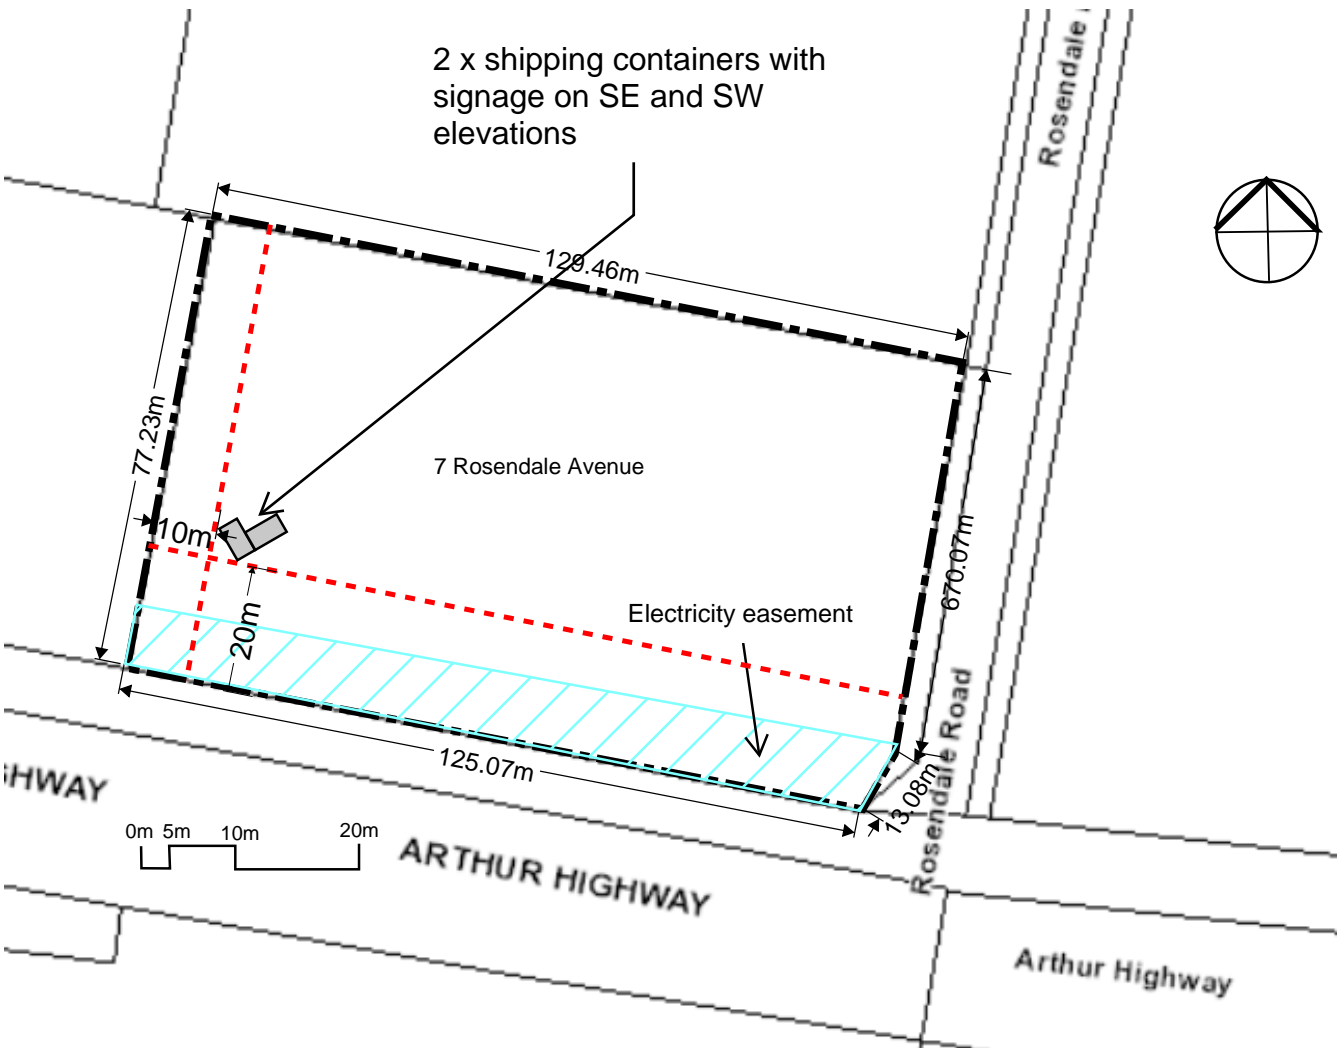 2 x shipping containers with
signage on SE and SW
elevations
Rosendale
129.46m
77.23m
7 Rosendale Avenue
10m
670.07m
20m
Electricity easement
Rosendale Road
125.07m
13.08m
HWAY
0m 5m 10m 20m
ARTHUR HIGHWAY
Arthur Highway